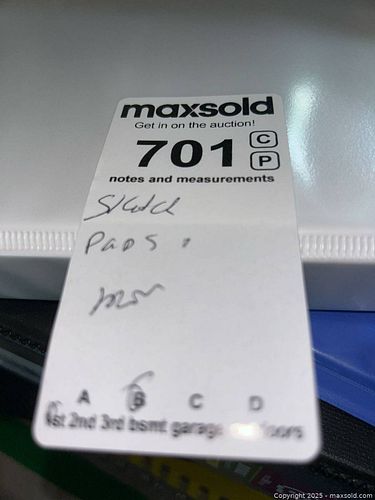 maxsold
Get in on the auction!
701 C
P
notes and measurements
Sketch
PADS
A B C D
1st 2nd 3rd bsmt garage
Copyright 2025 - maxsold.com